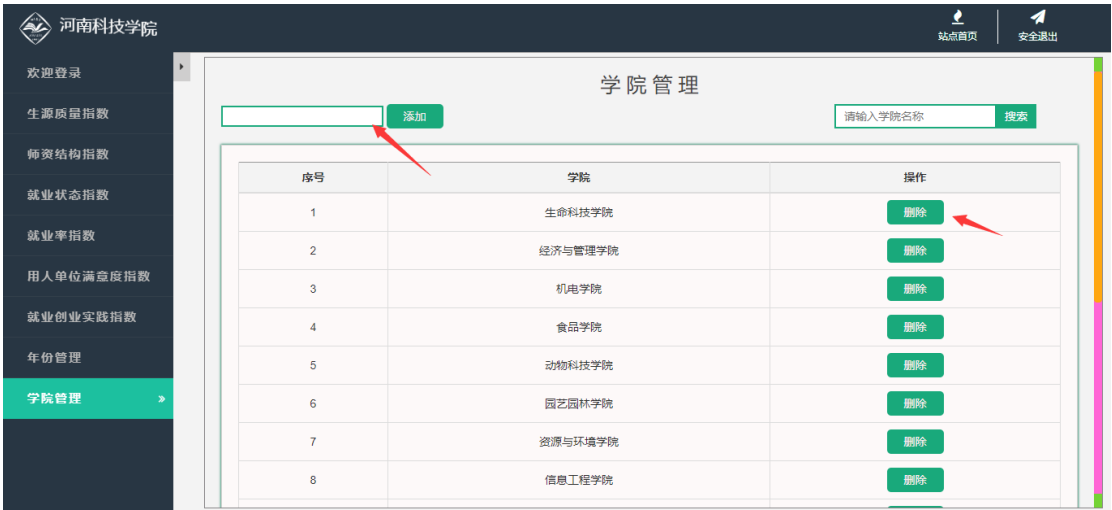 河南科技学院
站点首页
安全退出
欢迎登录
生源质量指数
师资结构指数
就业状态指数
就业率指数
用人单位满意度指数
就业创业实践指数
年份管理
学院管理
学院管理
添加
请输入学院名称
搜索
序号 学院 操作
1 生命科技学院 删除
2 经济与管理学院 删除
3 机电学院 删除
4 食品学院 删除
5 动物科技学院 删除
6 园艺园林学院 删除
7 资源与环境学院 删除
8 信息工程学院 删除